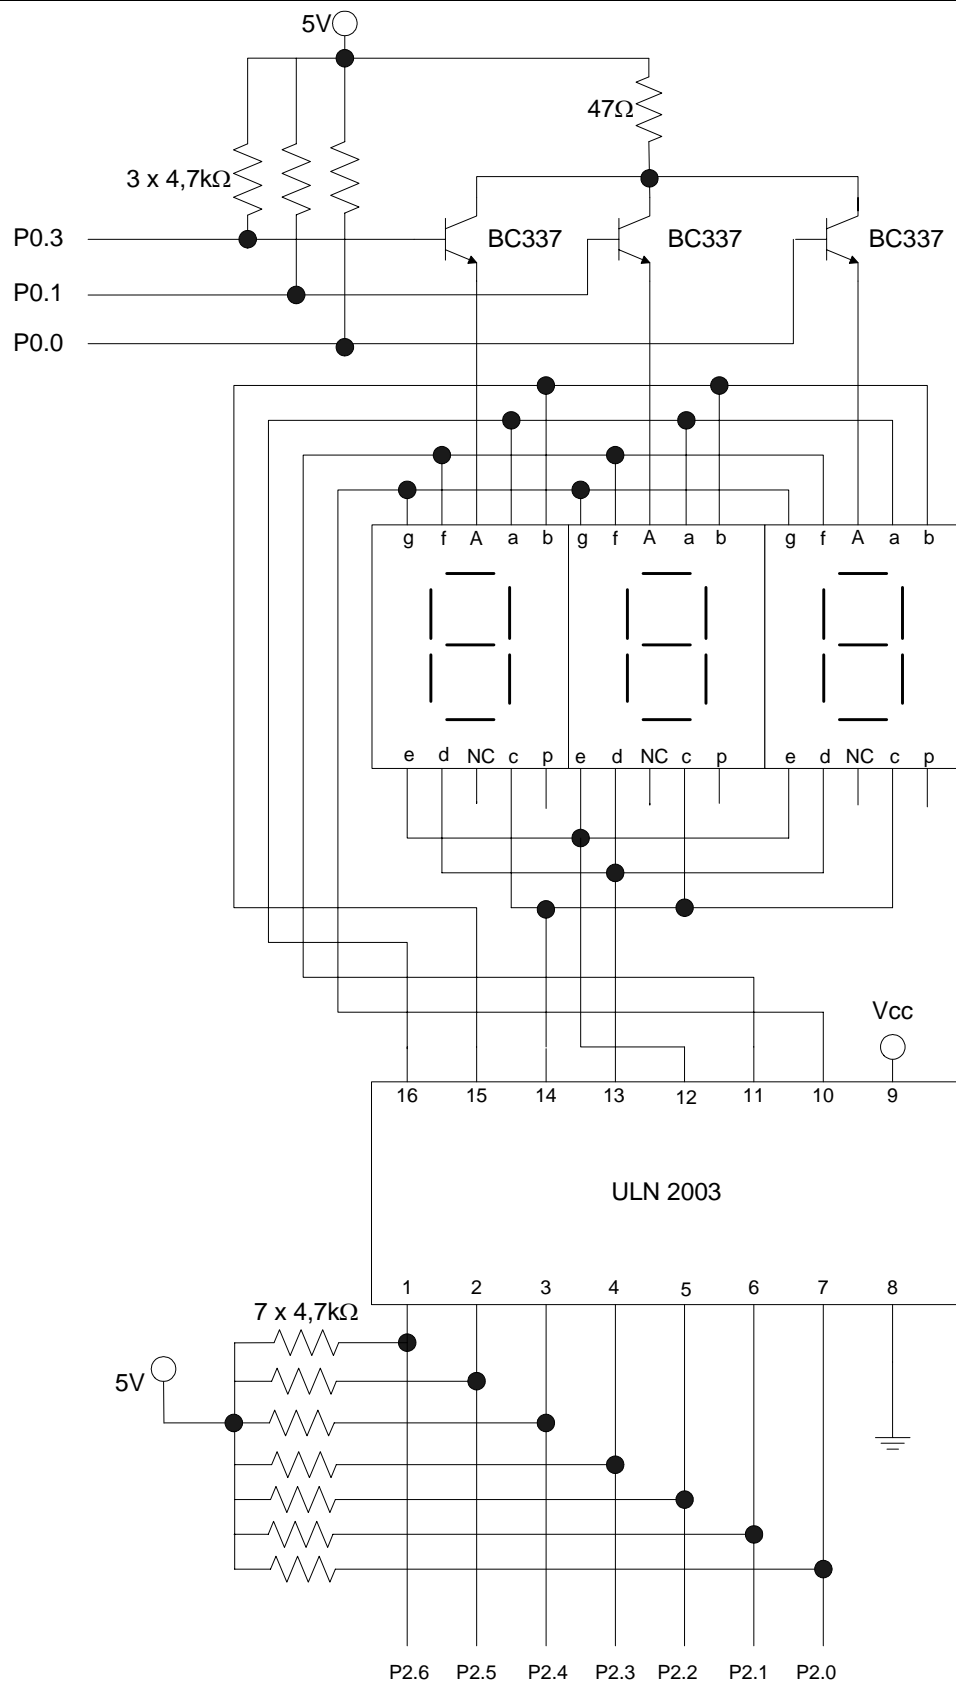 5V
47Ω
3 x 4,7kΩ
P0.3 BC337 BC337 BC337
P0.1
P0.0
g f A a b g f A a b g f A a b
e d NC c p e d NC c p e d NC c p
Vcc
16 15 14 13 12 11 10 9
ULN 2003
1 2 3 4 5 6 7 8
7 x 4,7kΩ
5V
P2.6 P2.5 P2.4 P2.3 P2.2 P2.1 P2.0